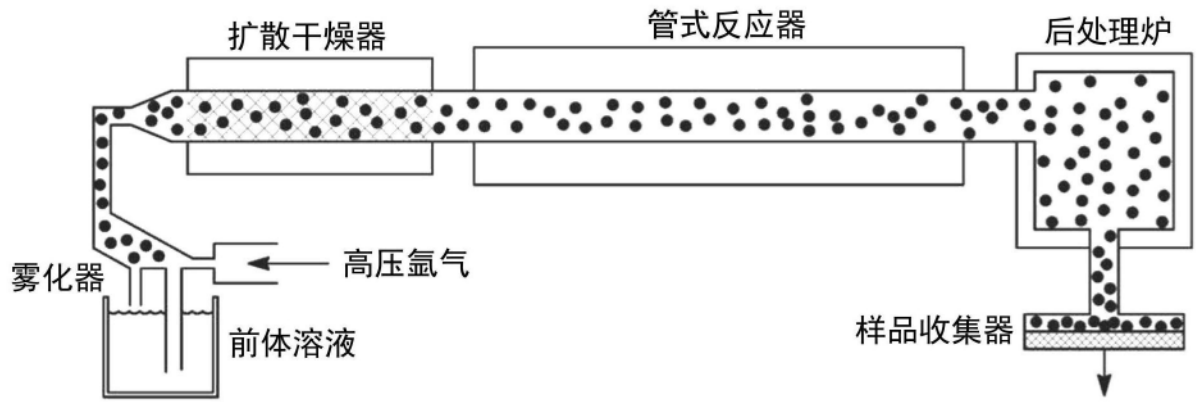 扩散干燥器
管式反应器
后处理炉
雾化器
高压氩气
前体溶液
样品收集器